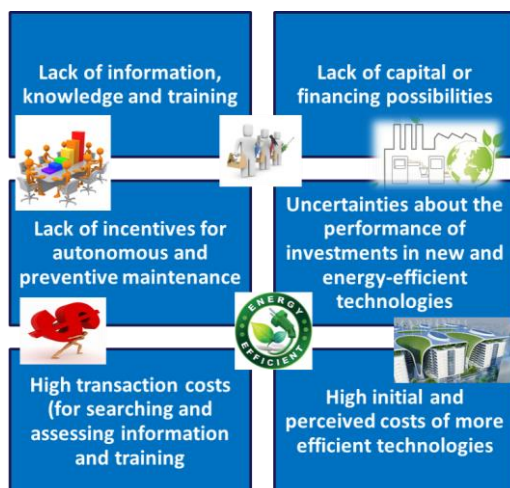 Lack of information,
knowledge and training
Lack of capital or
financing possibilities
Lack of incentives for
autonomous and
preventive maintenance
Uncertainties about the
performance of
investments in new and
energy-efficient
technologies
ENERGY
EFFICIENT
High transaction costs
(for searching and
assessing information
and training
High initial and
perceived costs of more
efficient technologies